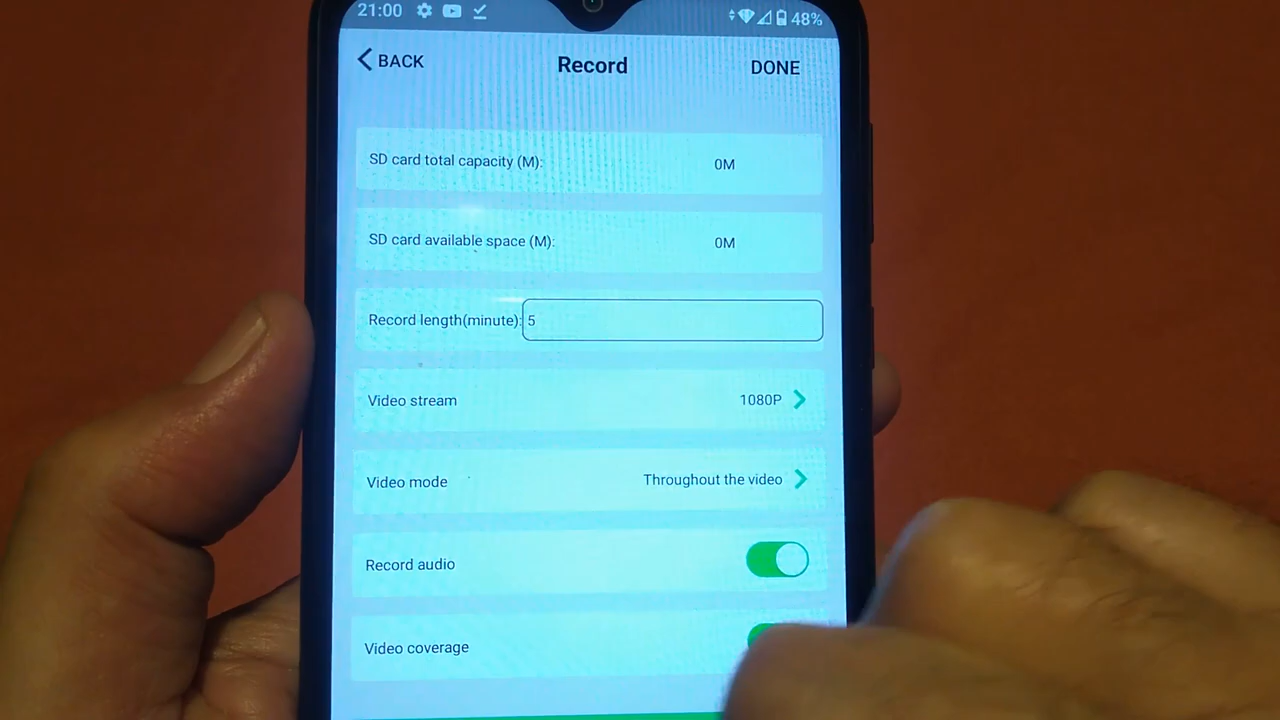 21:00 48%
BACK Record DONE
SD card total capacity (M): 0M
SD card available space (M): 0M
Record length(minute): 5
Video stream 1080P
Video mode Throughout the video
Record audio
Video coverage